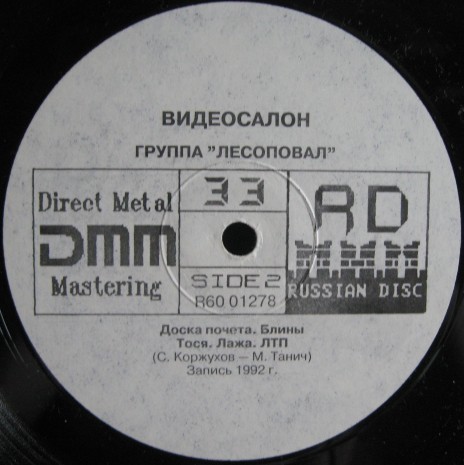 ВИДЕОСАЛОН
ГРУППА "ЛЕСОПОВАЛ"
Direct Metal
DMM
Mastering
33
SIDE 2
R60 01278
RD
RUSSIAN DISC
Доска почета. Блины
Тося. Лажа. ЛТП
(С. Коржухов — М. Танич)
Запись 1992 г.